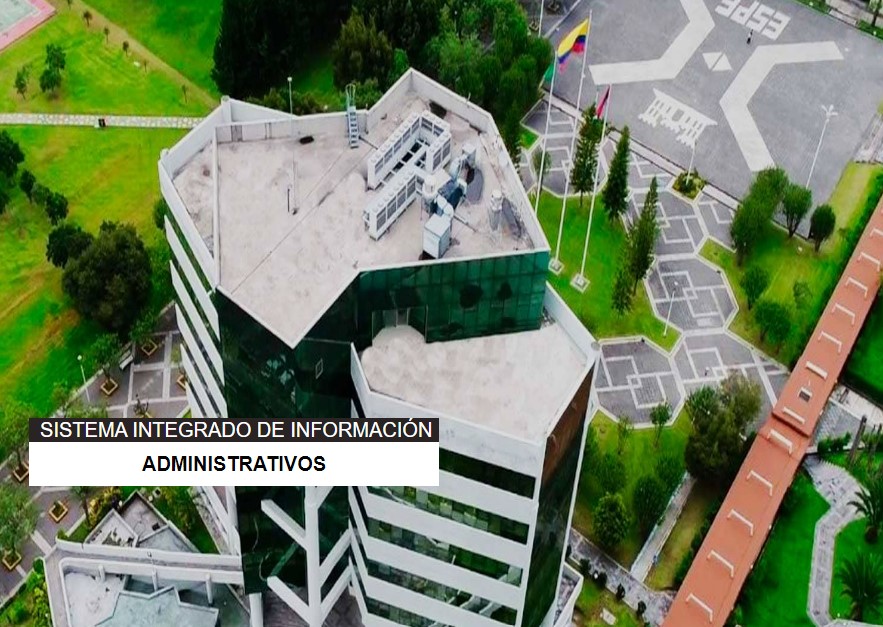 ESPE
SISTEMA INTEGRADO DE INFORMACIÓN
ADMINISTRATIVOS